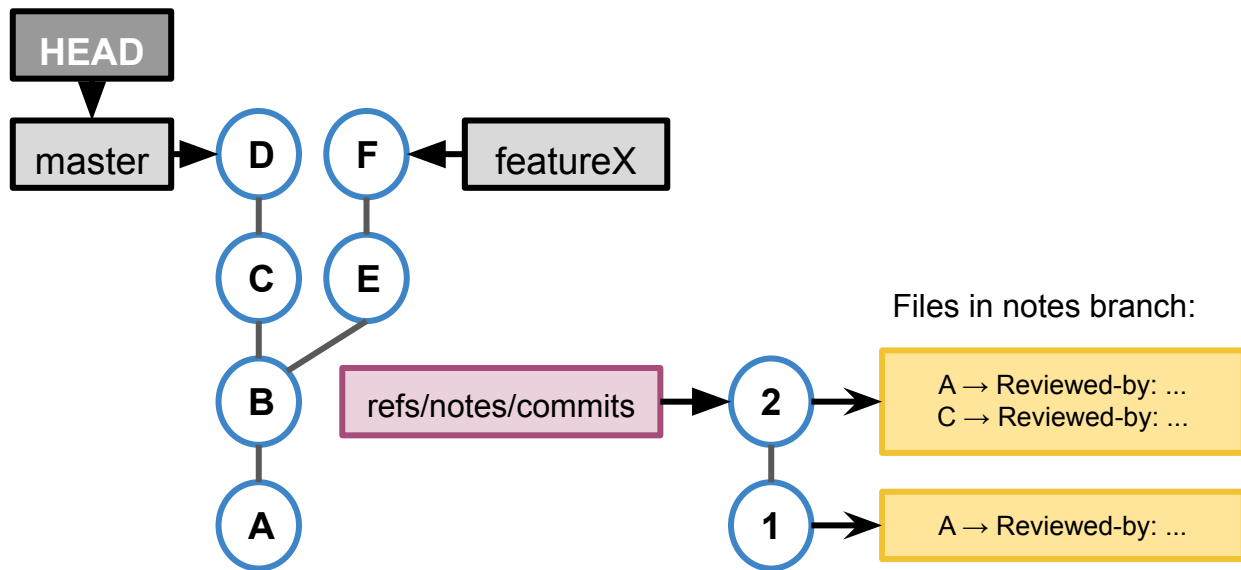 HEAD
master
D
F
featureX
C
E
Files in notes branch:
B
refs/notes/commits
2
A → Reviewed-by: ...
C → Reviewed-by: ...
A
1
A → Reviewed-by: ...